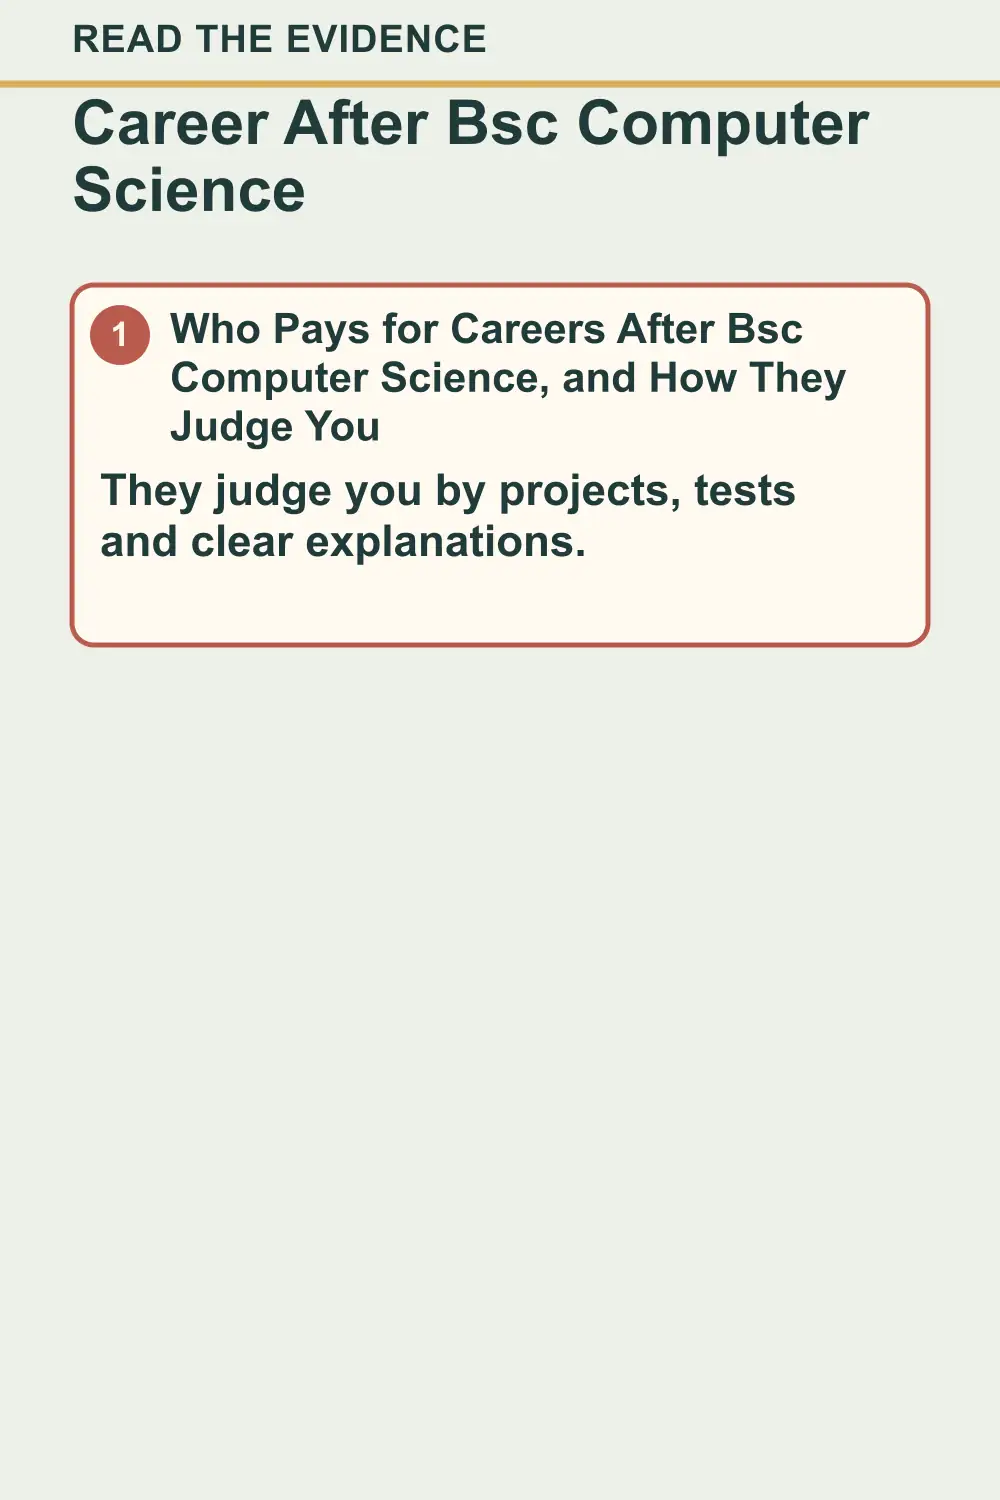 READ THE EVIDENCE
Career After Bsc Computer
Science
1
Who Pays for Careers After Bsc
Computer Science, and How They
Judge You
They judge you by projects, tests
and clear explanations.